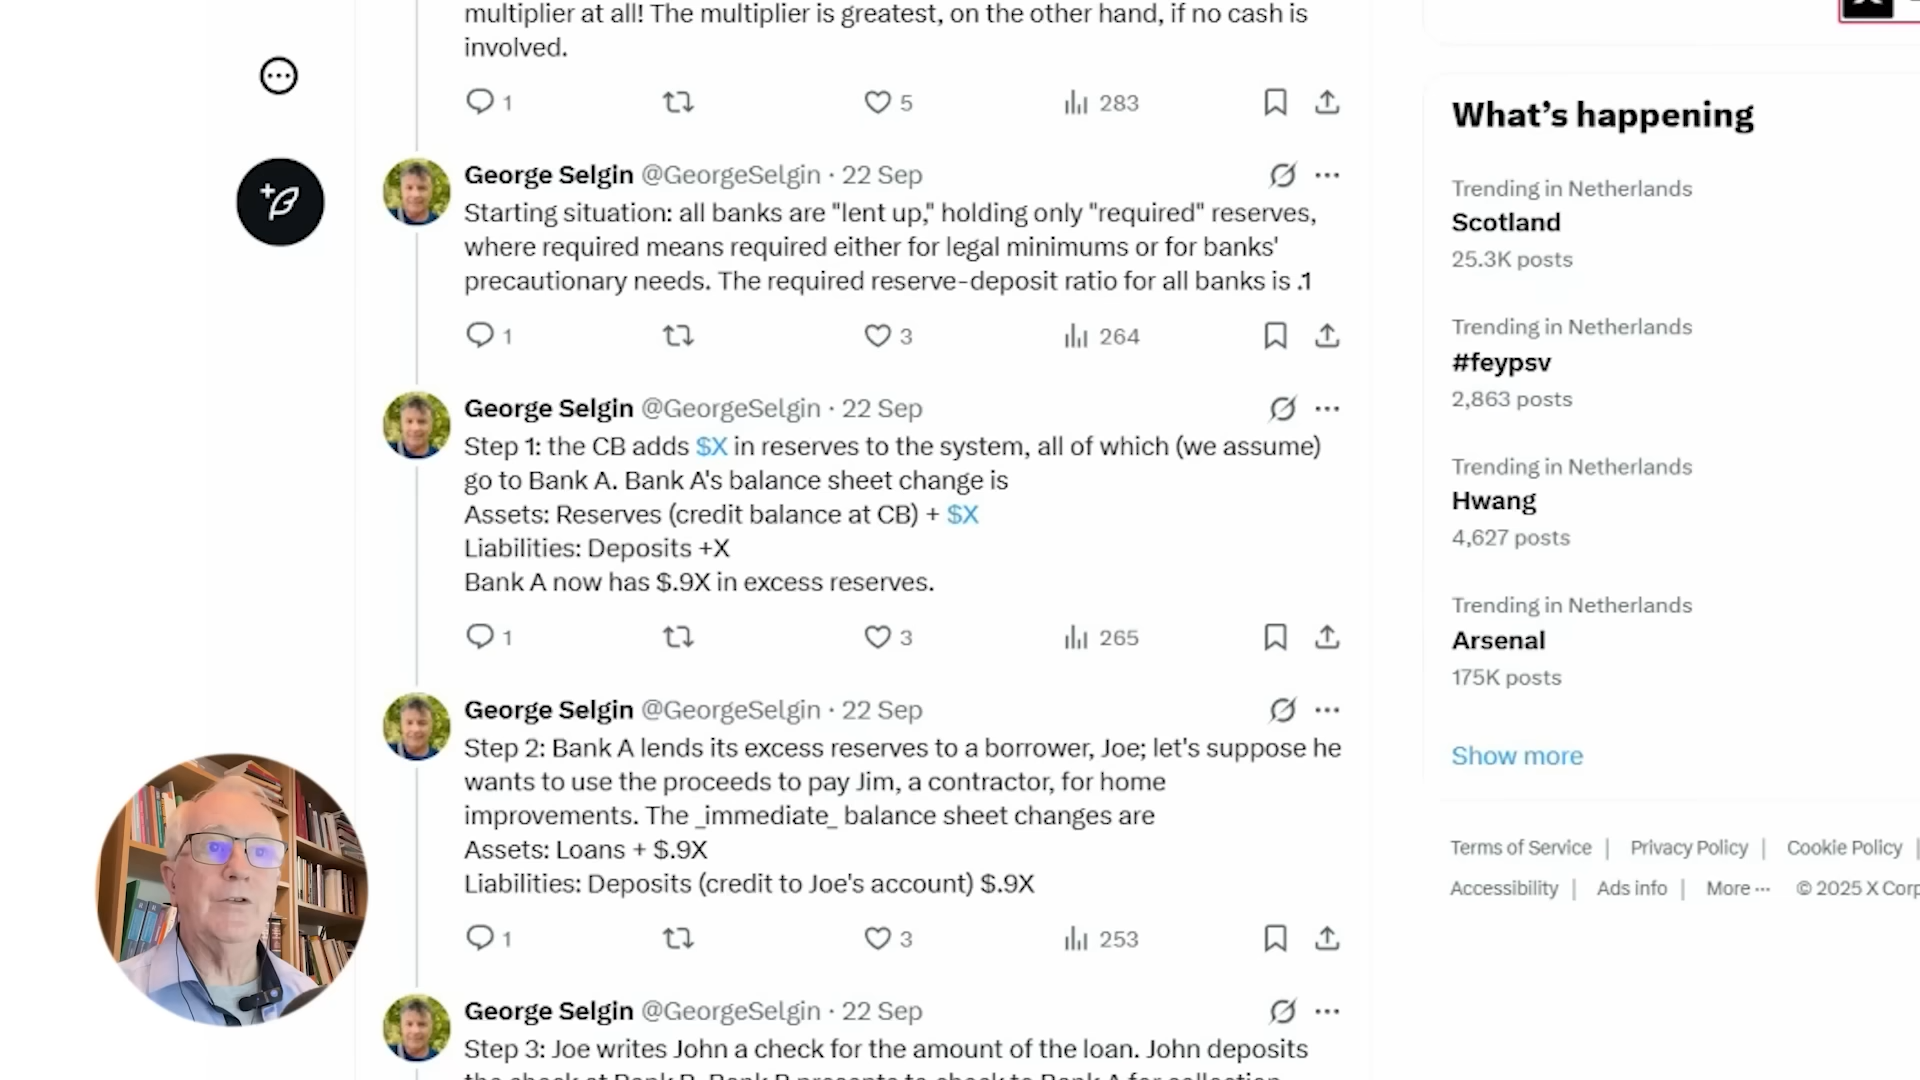 multiplier at all! The multiplier is greatest, on the other hand, if no cash is
involved.
1 5 283
George Selgin @GeorgeSelgin · 22 Sep
Starting situation: all banks are "lent up," holding only "required" reserves,
where required means required either for legal minimums or for banks'
precautionary needs. The required reserve-deposit ratio for all banks is .1
1 3 264
George Selgin @GeorgeSelgin · 22 Sep
Step 1: the CB adds $X in reserves to the system, all of which (we assume)
go to Bank A. Bank A's balance sheet change is
Assets: Reserves (credit balance at CB) + $X
Liabilities: Deposits +X
Bank A now has $.9X in excess reserves.
1 3 265
George Selgin @GeorgeSelgin · 22 Sep
Step 2: Bank A lends its excess reserves to a borrower, Joe; let's suppose he
wants to use the proceeds to pay Jim, a contractor, for home
improvements. The _immediate_ balance sheet changes are
Assets: Loans + $.9X
Liabilities: Deposits (credit to Joe's account) $.9X
1 3 253
George Selgin @GeorgeSelgin · 22 Sep
Step 3: Joe writes John a check for the amount of the loan. John deposits
What's happening
Trending in Netherlands
Scotland
25.3K posts
Trending in Netherlands
#feypsv
2,863 posts
Trending in Netherlands
Hwang
4,627 posts
Trending in Netherlands
Arsenal
175K posts
Show more
Terms of Service | Privacy Policy | Cookie Policy |
Accessibility | Ads info | More ··· © 2025 X Corp